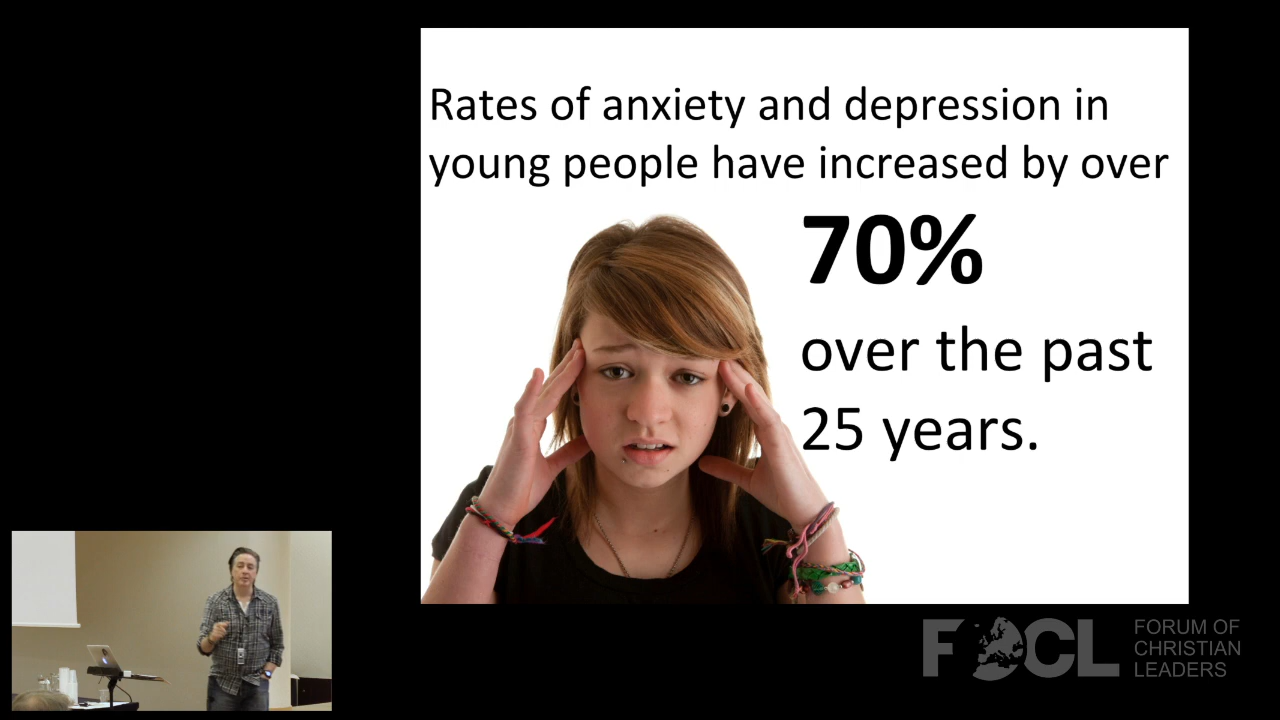 Rates of anxiety and depression in
young people have increased by over
70%
over the past
25 years.
FOCL
FORUM OF
CHRISTIAN
LEADERS